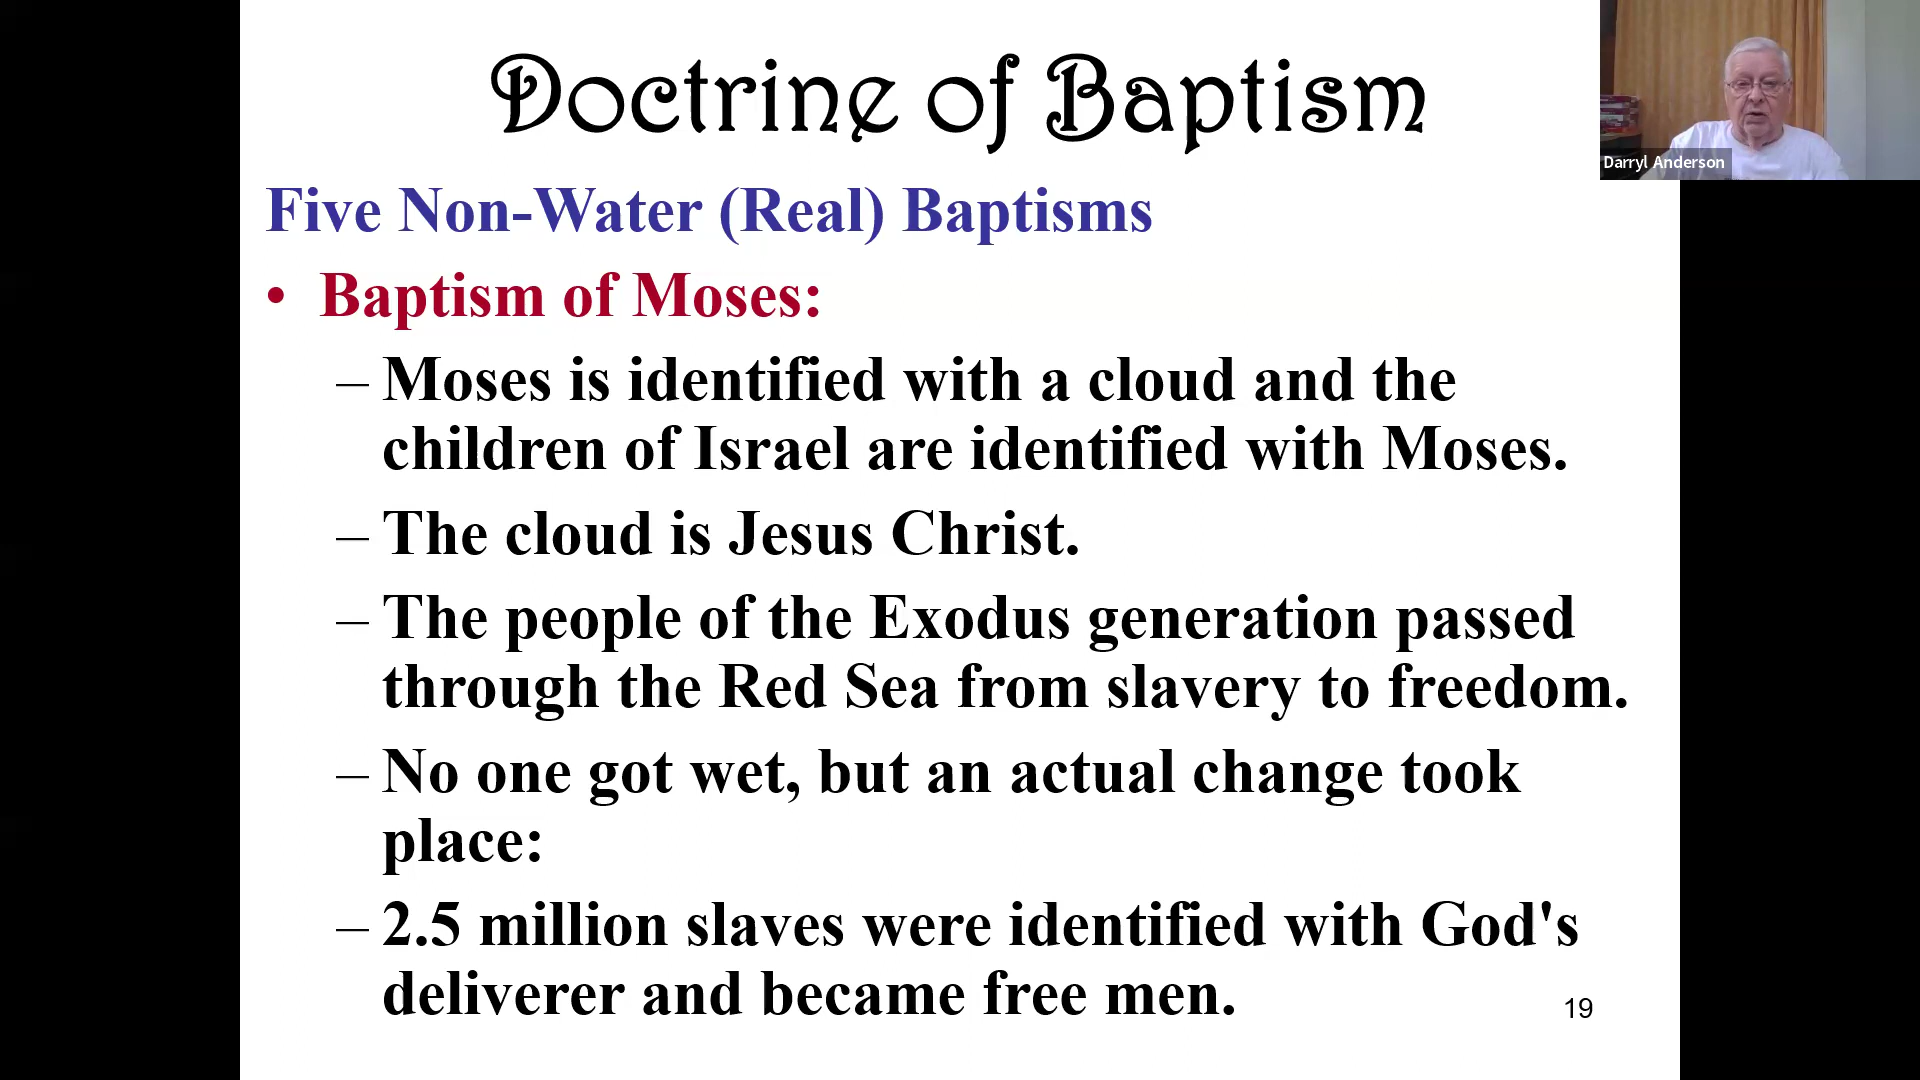 Doctrine of Baptism
Darryl Anderson
Five Non-Water (Real) Baptisms
• Baptism of Moses:
– Moses is identified with a cloud and the
children of Israel are identified with Moses.
– The cloud is Jesus Christ.
– The people of the Exodus generation passed
through the Red Sea from slavery to freedom.
– No one got wet, but an actual change took
place:
– 2.5 million slaves were identified with God's
deliverer and became free men.
19